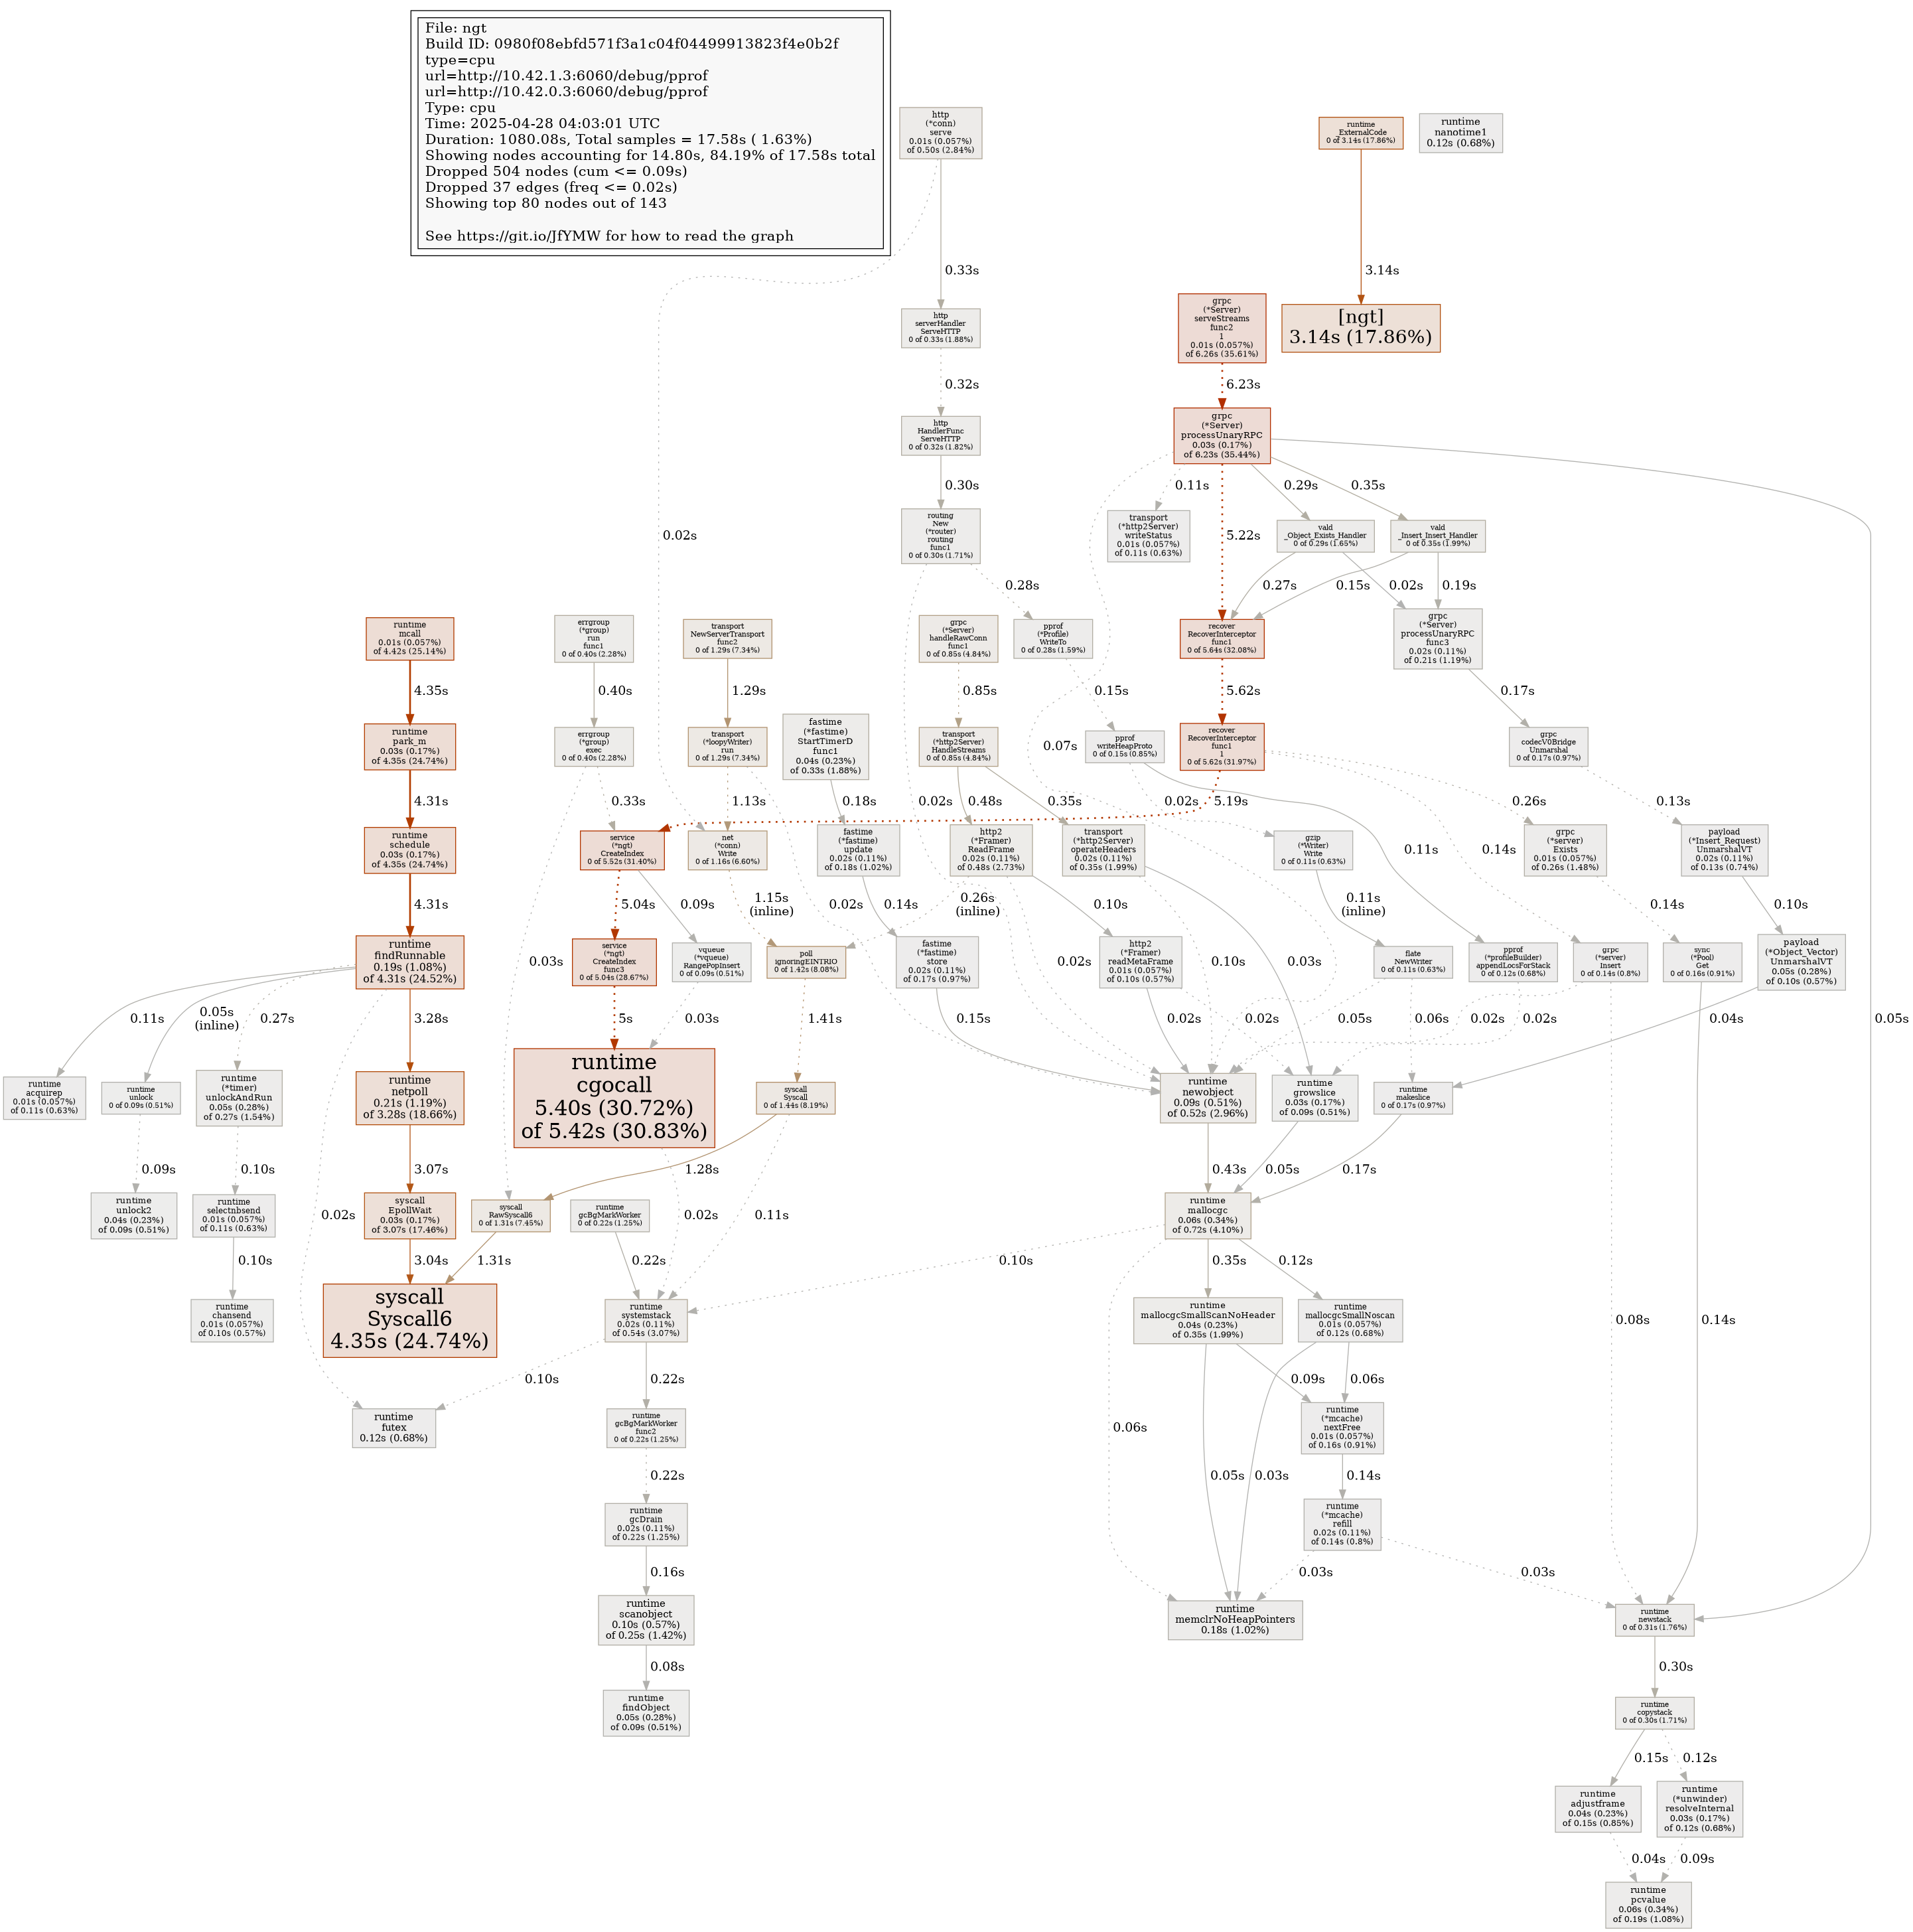 File: ngt
Build ID: 0980f08ebfd571f3a1c04f04499913823f4e0b2f
type=cpu
url=http://10.42.1.3:6060/debug/pprof
url=http://10.42.0.3:6060/debug/pprof
Type: cpu
Time: 2025-04-28 04:03:01 UTC
Duration: 1080.08s, Total samples = 17.58s ( 1.63%)
Showing nodes accounting for 14.80s, 84.19% of 17.58s total
Dropped 504 nodes (cum <= 0.09s)
Dropped 37 edges (freq <= 0.02s)
Showing top 80 nodes out of 143
See https://git.io/JfYMW for how to read the graph
http
(*conn)
serve
0.01s (0.057%)
of 0.50s (2.84%)
runtime
_ExternalCode
0 of 3.14s (17.86%)
runtime
nanotime1
0.12s (0.68%)
0.33s
3.14s
http
serverHandler
ServeHTTP
0 of 0.33s (1.88%)
grpc
(*Server)
serveStreams
func2
1
0.01s (0.057%)
of 6.26s (35.61%)
[ngt]
3.14s (17.86%)
0.32s
6.23s
http
HandlerFunc
ServeHTTP
0 of 0.32s (1.82%)
grpc
(*Server)
processUnaryRPC
0.03s (0.17%)
of 6.23s (35.44%)
0.30s
0.11s
0.29s
0.35s
routing
New
(*router)
routing
func1
0 of 0.30s (1.71%)
0.02s
transport
(*http2Server)
writeStatus
0.01s (0.057%)
of 0.11s (0.63%)
5.22s
vald
_Object_Exists_Handler
0 of 0.29s (1.65%)
vald
_Insert_Insert_Handler
0 of 0.35s (1.99%)
0.28s
0.27s
0.15s
0.02s
0.19s
runtime
mcall
0.01s (0.057%)
of 4.42s (25.14%)
errgroup
(*group)
run
func1
0 of 0.40s (2.28%)
transport
NewServerTransport
func2
0 of 1.29s (7.34%)
grpc
(*Server)
handleRawConn
func1
0 of 0.85s (4.84%)
pprof
(*Profile)
WriteTo
0 of 0.28s (1.59%)
recover
RecoverInterceptor
func1
0 of 5.64s (32.08%)
grpc
(*Server)
processUnaryRPC
func3
0.02s (0.11%)
of 0.21s (1.19%)
4.35s
0.40s
1.29s
0.85s
0.15s
5.62s
0.17s
runtime
park_m
0.03s (0.17%)
of 4.35s (24.74%)
errgroup
(*group)
exec
0 of 0.40s (2.28%)
transport
(*loopyWriter)
run
0 of 1.29s (7.34%)
fastime
(*fastime)
StartTimerD
func1
0.04s (0.23%)
of 0.33s (1.88%)
transport
(*http2Server)
HandleStreams
0 of 0.85s (4.84%)
0.07s
pprof
writeHeapProto
0 of 0.15s (0.85%)
recover
RecoverInterceptor
func1
1
0 of 5.62s (31.97%)
grpc
codecV0Bridge
Unmarshal
0 of 0.17s (0.97%)
4.31s
0.33s
1.13s
0.18s
0.02s
0.48s
0.35s
0.02s
5.19s
0.26s
0.13s
runtime
schedule
0.03s (0.17%)
of 4.35s (24.74%)
service
(*ngt)
CreateIndex
0 of 5.52s (31.40%)
net
(*conn)
Write
0 of 1.16s (6.60%)
fastime
(*fastime)
update
0.02s (0.11%)
of 0.18s (1.02%)
http2
(*Framer)
ReadFrame
0.02s (0.11%)
of 0.48s (2.73%)
transport
(*http2Server)
operateHeaders
0.02s (0.11%)
of 0.35s (1.99%)
gzip
(*Writer)
Write
0 of 0.11s (0.63%)
0.11s
0.14s
grpc
(*server)
Exists
0.01s (0.057%)
of 0.26s (1.48%)
payload
(*Insert_Request)
UnmarshalVT
0.02s (0.11%)
of 0.13s (0.74%)
4.31s
5.04s
0.09s
1.15s
(inline)
0.02s
0.14s
0.26s
(inline)
0.10s
0.11s
(inline)
0.14s
0.10s
runtime
findRunnable
0.19s (1.08%)
of 4.31s (24.52%)
0.03s
service
(*ngt)
CreateIndex
func3
0 of 5.04s (28.67%)
vqueue
(*vqueue)
RangePopInsert
0 of 0.09s (0.51%)
poll
ignoringEINTRIO
0 of 1.42s (8.08%)
fastime
(*fastime)
store
0.02s (0.11%)
of 0.17s (0.97%)
0.02s
http2
(*Framer)
readMetaFrame
0.01s (0.057%)
of 0.10s (0.57%)
0.10s
0.03s
flate
NewWriter
0 of 0.11s (0.63%)
pprof
(*profileBuilder)
appendLocsForStack
0 of 0.12s (0.68%)
grpc
(*server)
Insert
0 of 0.14s (0.8%)
sync
(*Pool)
Get
0 of 0.16s (0.91%)
payload
(*Object_Vector)
UnmarshalVT
0.05s (0.28%)
of 0.10s (0.57%)
0.11s
0.05s
(inline)
0.27s
3.28s
5s
0.03s
1.41s
0.15s
0.02s
0.02s
0.05s
0.06s
0.02s
0.02s
0.04s
0.05s
runtime
acquirep
0.01s (0.057%)
of 0.11s (0.63%)
runtime
unlock
0 of 0.09s (0.51%)
runtime
(*timer)
unlockAndRun
0.05s (0.28%)
of 0.27s (1.54%)
runtime
netpoll
0.21s (1.19%)
of 3.28s (18.66%)
runtime
cgocall
5.40s (30.72%)
of 5.42s (30.83%)
syscall
Syscall
0 of 1.44s (8.19%)
runtime
newobject
0.09s (0.51%)
of 0.52s (2.96%)
runtime
growslice
0.03s (0.17%)
of 0.09s (0.51%)
runtime
makeslice
0 of 0.17s (0.97%)
0.09s
0.10s
3.07s
1.28s
0.43s
0.05s
0.17s
runtime
unlock2
0.04s (0.23%)
of 0.09s (0.51%)
runtime
selectnbsend
0.01s (0.057%)
of 0.11s (0.63%)
0.02s
syscall
EpollWait
0.03s (0.17%)
of 3.07s (17.46%)
syscall
RawSyscall6
0 of 1.31s (7.45%)
runtime
gcBgMarkWorker
0 of 0.22s (1.25%)
0.02s
0.11s
runtime
mallocgc
0.06s (0.34%)
of 0.72s (4.10%)
0.10s
3.04s
1.31s
0.22s
0.10s
0.35s
0.12s
runtime
chansend
0.01s (0.057%)
of 0.10s (0.57%)
syscall
Syscall6
4.35s (24.74%)
runtime
systemstack
0.02s (0.11%)
of 0.54s (3.07%)
runtime
mallocgcSmallScanNoHeader
0.04s (0.23%)
of 0.35s (1.99%)
runtime
mallocgcSmallNoscan
0.01s (0.057%)
of 0.12s (0.68%)
0.08s
0.14s
0.10s
0.22s
0.09s
0.06s
runtime
futex
0.12s (0.68%)
runtime
gcBgMarkWorker
func2
0 of 0.22s (1.25%)
0.06s
runtime
(*mcache)
nextFree
0.01s (0.057%)
of 0.16s (0.91%)
0.22s
0.05s
0.03s
0.14s
runtime
gcDrain
0.02s (0.11%)
of 0.22s (1.25%)
runtime
(*mcache)
refill
0.02s (0.11%)
of 0.14s (0.8%)
0.16s
0.03s
0.03s
runtime
scanobject
0.10s (0.57%)
of 0.25s (1.42%)
runtime
memclrNoHeapPointers
0.18s (1.02%)
runtime
newstack
0 of 0.31s (1.76%)
0.08s
0.30s
runtime
findObject
0.05s (0.28%)
of 0.09s (0.51%)
runtime
copystack
0 of 0.30s (1.71%)
0.15s
0.12s
runtime
adjustframe
0.04s (0.23%)
of 0.15s (0.85%)
runtime
(*unwinder)
resolveInternal
0.03s (0.17%)
of 0.12s (0.68%)
0.04s
0.09s
runtime
pcvalue
0.06s (0.34%)
of 0.19s (1.08%)